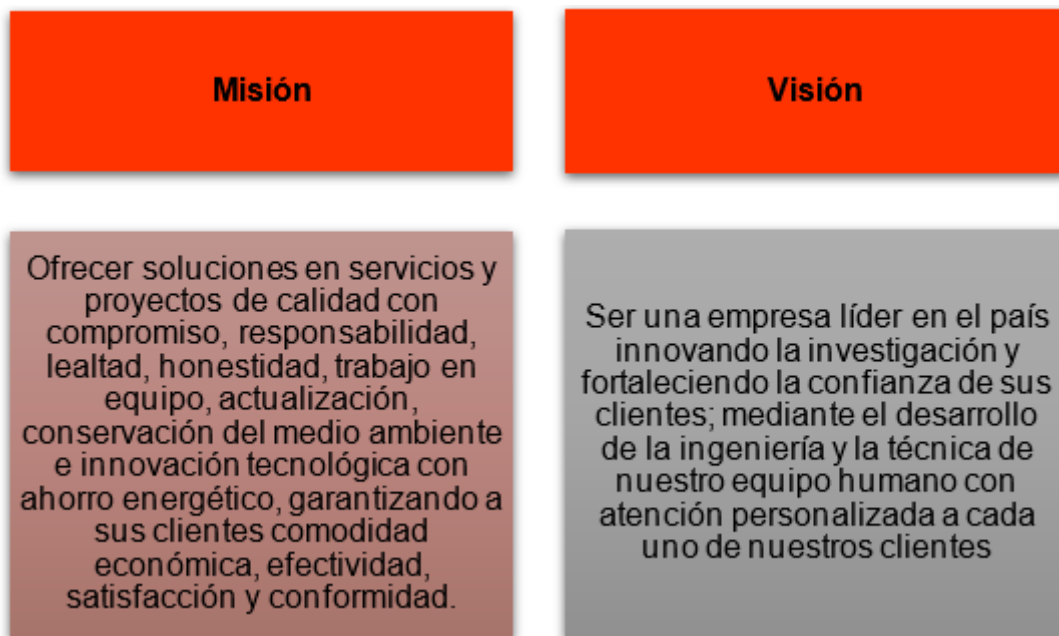 Misión
Ofrecer soluciones en servicios y
proyectos de calidad con
compromiso, responsabilidad,
lealtad, honestidad, trabajo en
equipo, actualización,
conservación del medio ambiente
e innovación tecnológica con
ahorro energético, garantizando a
sus clientes comodidad
económica, efectividad,
satisfacción y conformidad.
Visión
Ser una empresa líder en el país
innovando la investigación y
fortaleciendo la confianza de sus
clientes; mediante el desarrollo
de la ingeniería y la técnica de
nuestro equipo humano con
atención personalizada a cada
uno de nuestros clientes